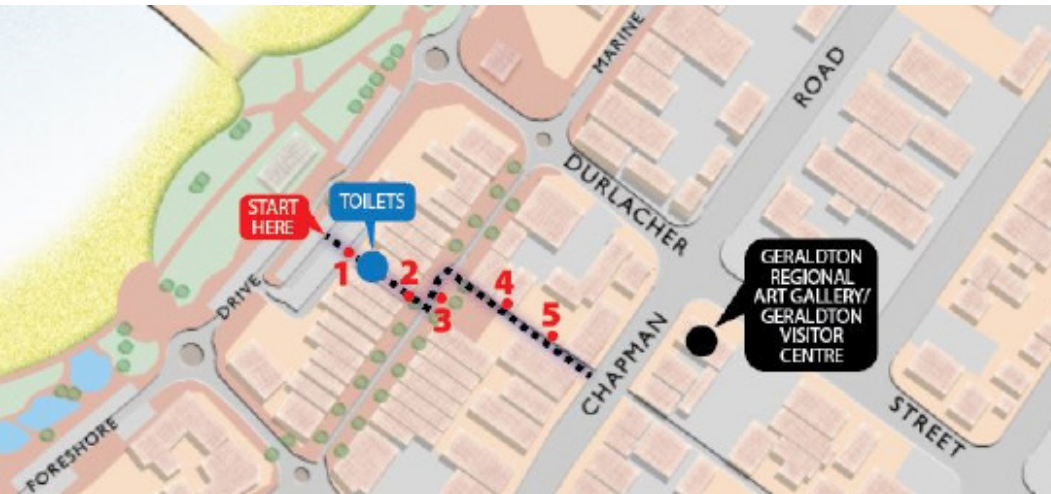 MARINE
ROAD
DURLACHER
START
HERE
TOILETS
1
2
3
4
5
DRIVE
GERALDTON
REGIONAL
ART GALLERY/
GERALDTON
VISITOR
CENTRE
CHAPMAN
STREET
FORESHORE